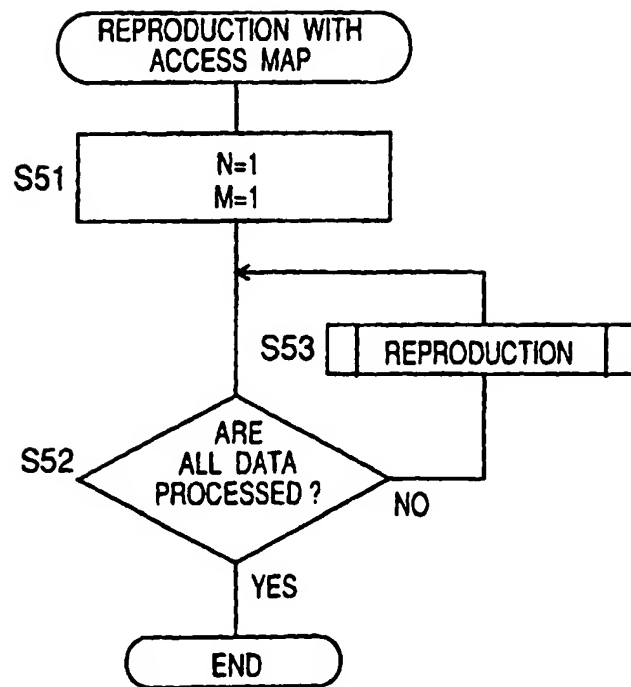 REPRODUCTION WITH
ACCESS MAP
S51
N=1
M=1
S53
REPRODUCTION
S52
ARE
ALL DATA
PROCESSED ?
NO
YES
END